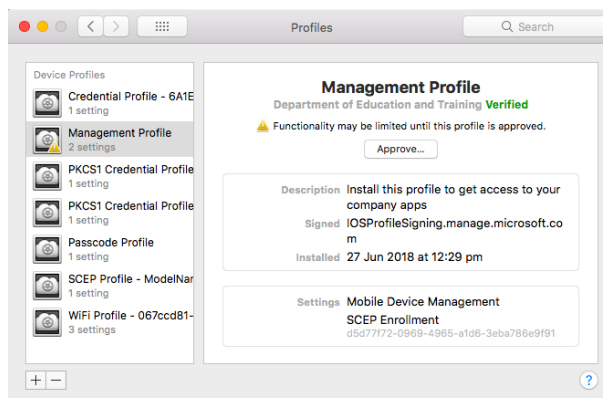 Profiles
Search
Device Profiles
Credential Profile - 6A1E
1 setting
Management Profile
2 settings
PKCS1 Credential Profile
1 setting
PKCS1 Credential Profile
1 setting
Passcode Profile
1 setting
SCEP Profile - ModelNar
1 setting
WiFi Profile - 067ccd81-
3 settings
+ −
Management Profile
Department of Education and Training Verified
Functionality may be limited until this profile is approved.
Approve...
Description Install this profile to get access to your
company apps
Signed IOSProfileSigning.manage.microsoft.co
m
Installed 27 Jun 2018 at 12:29 pm
Settings Mobile Device Management
SCEP Enrollment
d5d77f72-0969-4965-a1d6-3eba786e9f91
?